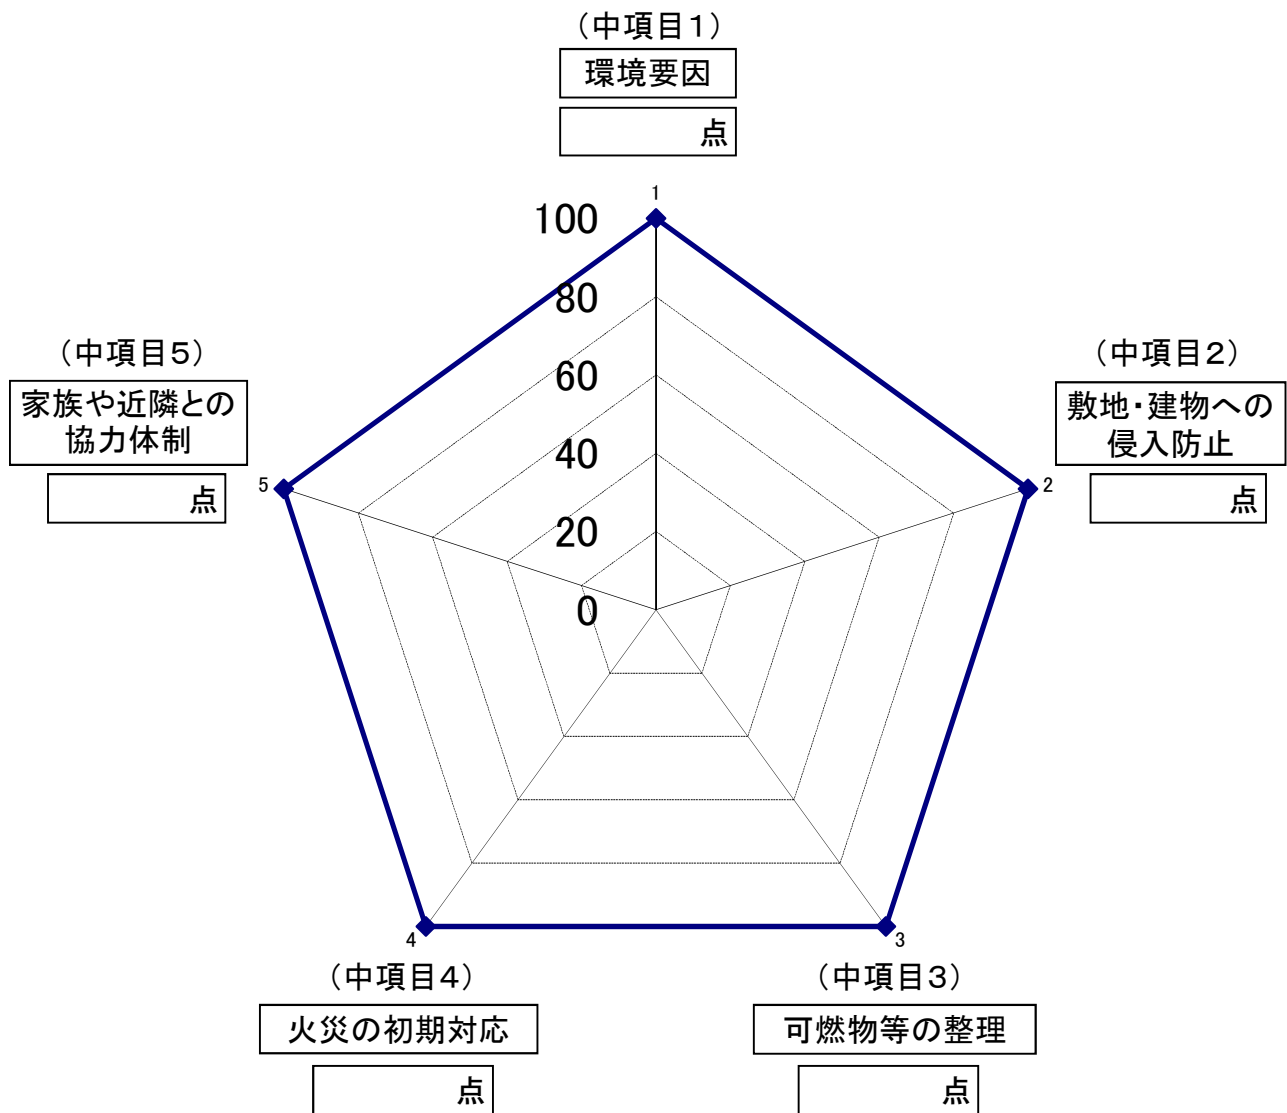 （中項目１）
環境要因
点
1
100
80
60
40
20
0
（中項目５）
家族や近隣との
協力体制
点
5
（中項目２）
敷地・建物への
侵入防止
点
2
4
3
（中項目４）
火災の初期対応
点
（中項目３）
可燃物等の整理
点